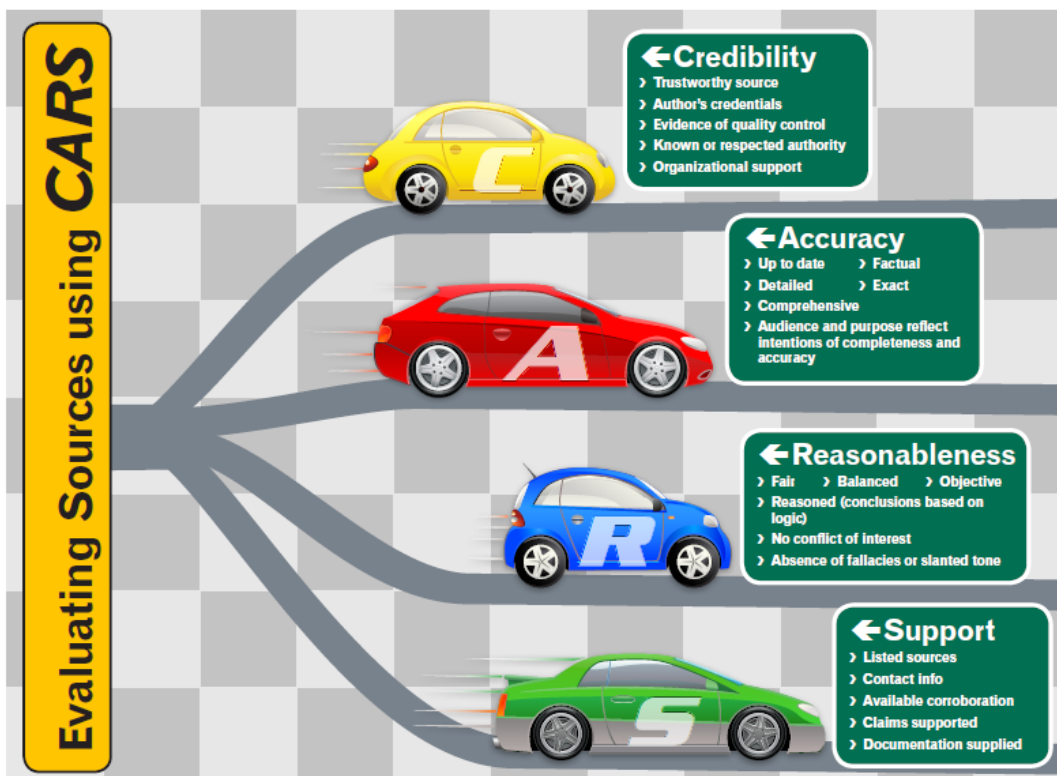 Evaluating Sources using CARS
C
←Credibility
› Trustworthy source
› Author's credentials
› Evidence of quality control
› Known or respected authority
› Organizational support
A
←Accuracy
› Up to date › Factual
› Detailed › Exact
› Comprehensive
› Audience and purpose reflect
intentions of completeness and
accuracy
R
←Reasonableness
› Fair › Balanced › Objective
› Reasoned (conclusions based on
logic)
› No conflict of interest
› Absence of fallacies or slanted tone
S
←Support
› Listed sources
› Contact info
› Available corroboration
› Claims supported
› Documentation supplied